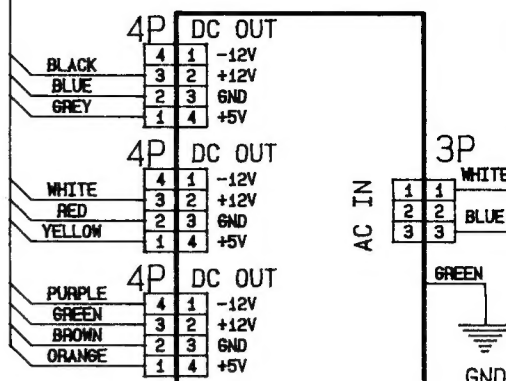 4P DC OUT
4 1 -12V
BLACK 3 2 +12V
BLUE 2 3 GND
GREY 1 4 +5V
4P DC OUT
4 1 -12V
WHITE 3 2 +12V
RED 2 3 GND
YELLOW 1 4 +5V
4P DC OUT
PURPLE 4 1 -12V
GREEN 3 2 +12V
BROWN 2 3 GND
ORANGE 1 4 +5V
AC IN
3P
1 1 WHITE
2 2
3 3 BLUE
GREEN
GND